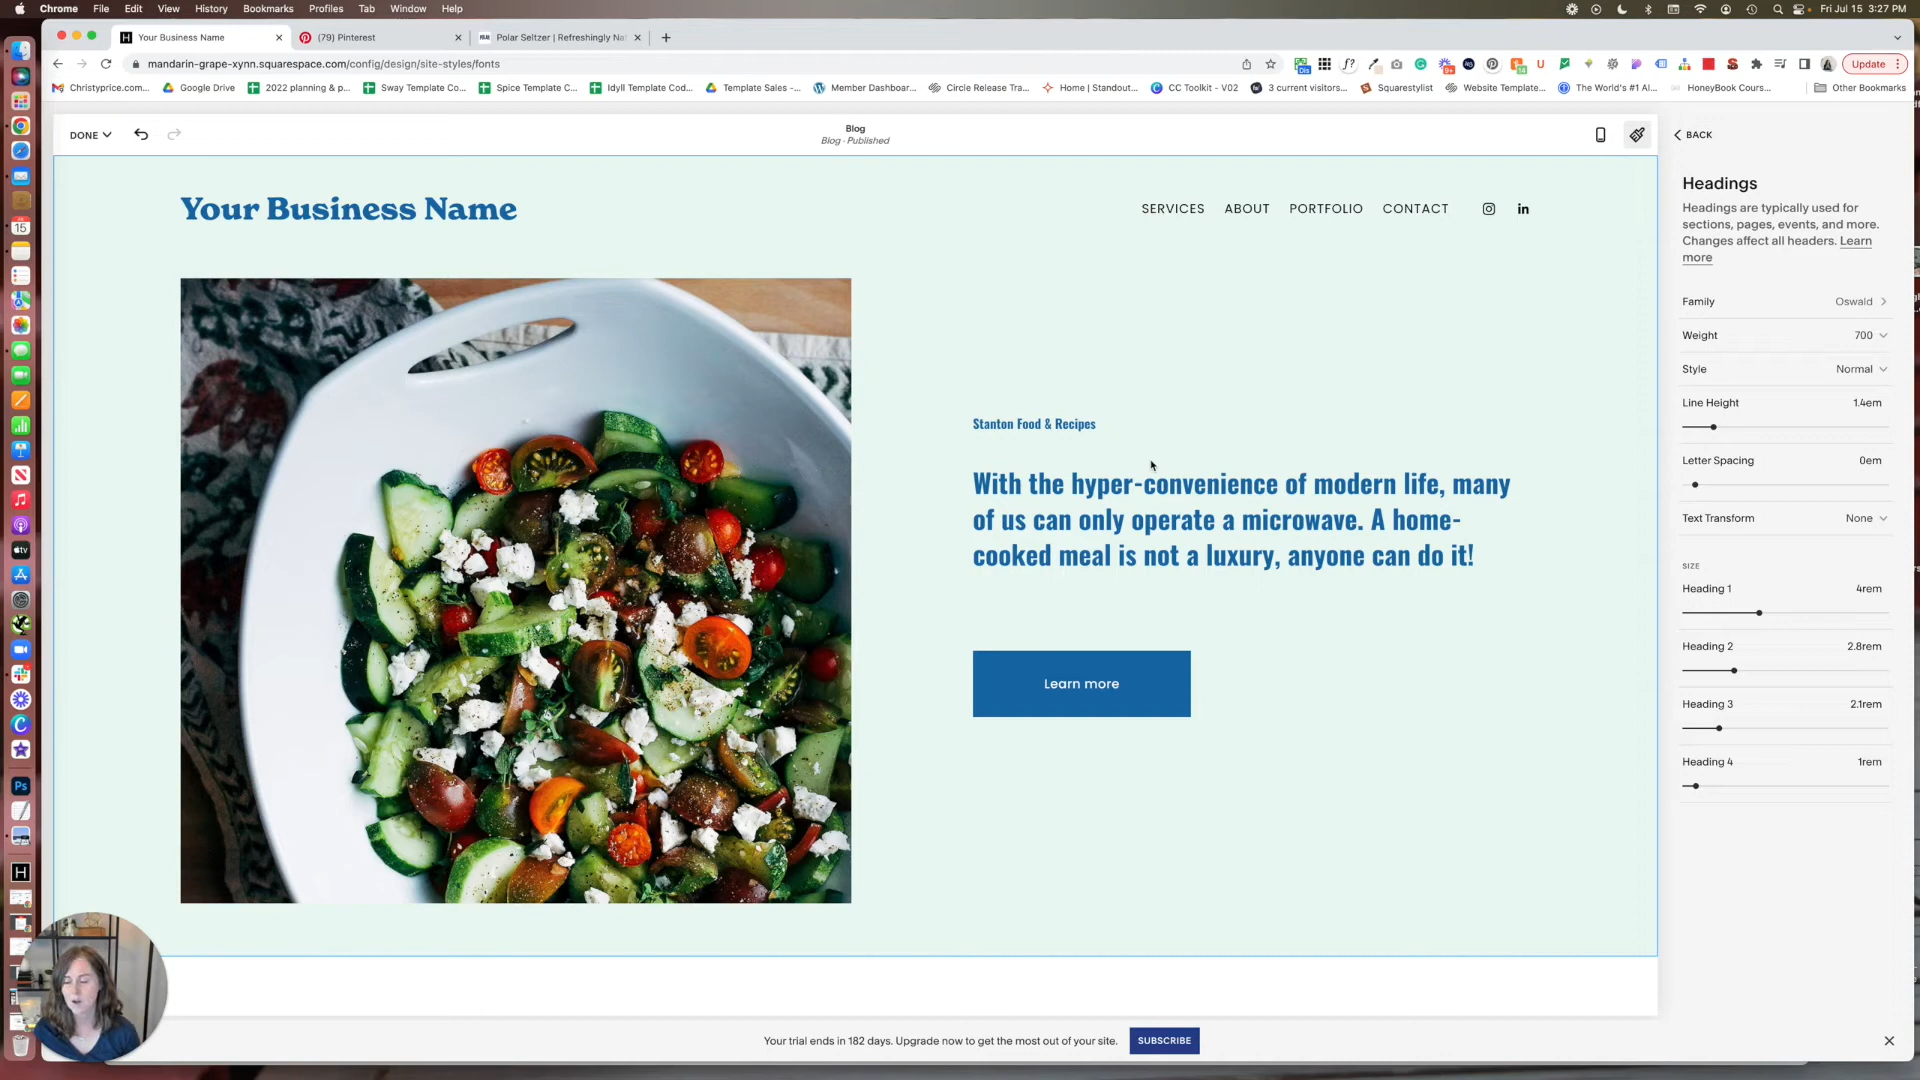 Chrome File Edit View History Bookmarks Profiles Tab Window Help
Fri Jul 15 3:27 PM
Your Business Name
(79) Pinterest
Polar Seltzer | Refreshingly Nat
mandarin-grape-xynn.squarespace.com/config/design/site-styles/fonts
Update
Christyprice.com...
Google Drive
2022 planning & p...
Sway Template Co...
Spice Template C...
Idyll Template Cod...
Template Sales -...
Member Dashboar...
Circle Release Tra...
Home | Standout...
CC Toolkit - V02
3 current visitors...
Squarestylist
Website Template...
The World's #1 AI...
HoneyBook Cours...
Other Bookmarks
DONE
Blog
Blog · Published
BACK
Your Business Name
SERVICES ABOUT PORTFOLIO CONTACT
Stanton Food & Recipes
With the hyper-convenience of modern life, many
of us can only operate a microwave. A home-
cooked meal is not a luxury, anyone can do it!
Learn more
Headings
Headings are typically used for
sections, pages, events, and more.
Changes affect all headers. Learn
more
Family Oswald
Weight 700
Style Normal
Line Height 1.4em
Letter Spacing 0em
Text Transform None
SIZE
Heading 1 4rem
Heading 2 2.8rem
Heading 3 2.1rem
Heading 4 1rem
Your trial ends in 182 days. Upgrade now to get the most out of your site.
SUBSCRIBE